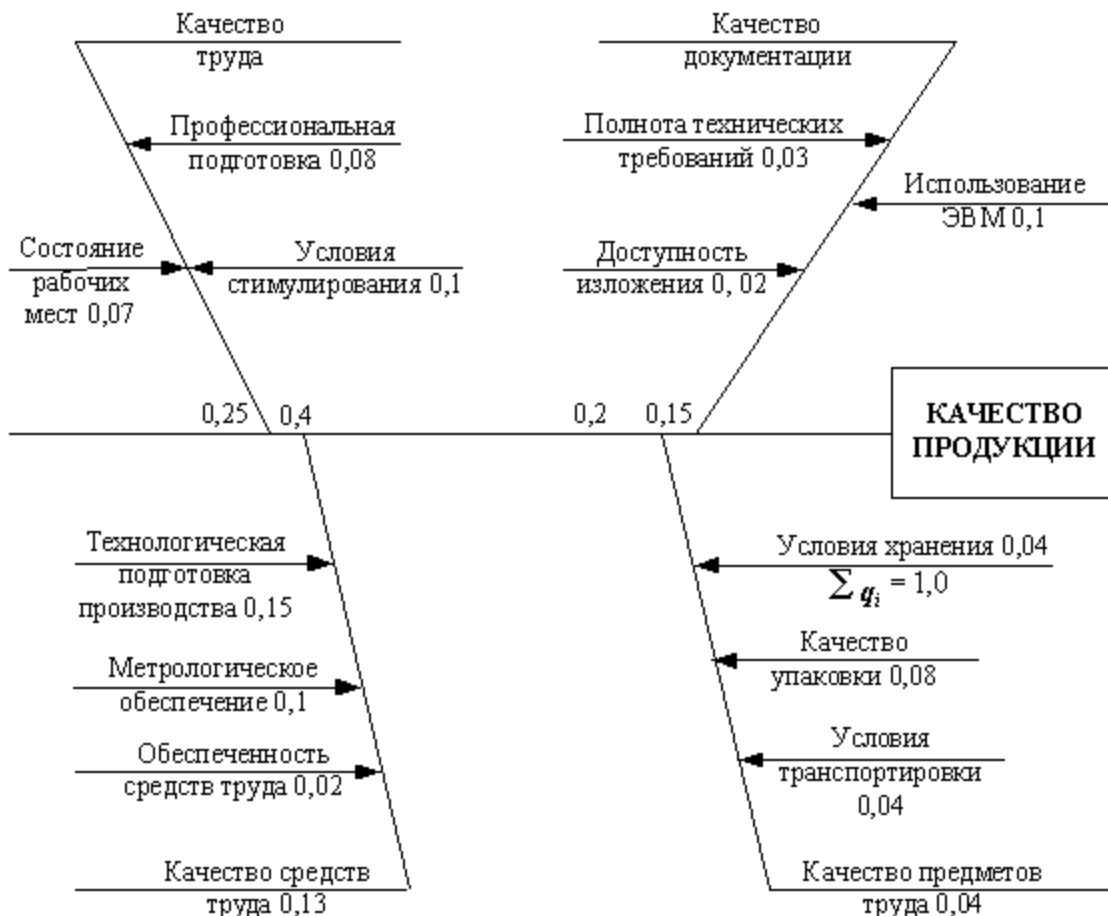 Качество
труда
Качество
документации
Профессиональная
подготовка 0,08
Полнота технических
требований 0,03
Использование
ЭВМ 0,1
Состояние
рабочих
мест 0,07
Условия
стимулирования 0,1
Доступность
изложения 0, 02
0,25
0,4
0,2
0,15
КАЧЕСТВО
ПРОДУКЦИИ
Технологическая
подготовка
производства 0,15
Условия хранения 0,04
∑ qᵢ = 1,0
Метрологическое
обеспечение 0,1
Качество
упаковки 0,08
Обеспеченность
средств труда 0,02
Условия
транспортировки
0,04
Качество средств
труда 0,13
Качество предметов
труда 0,04